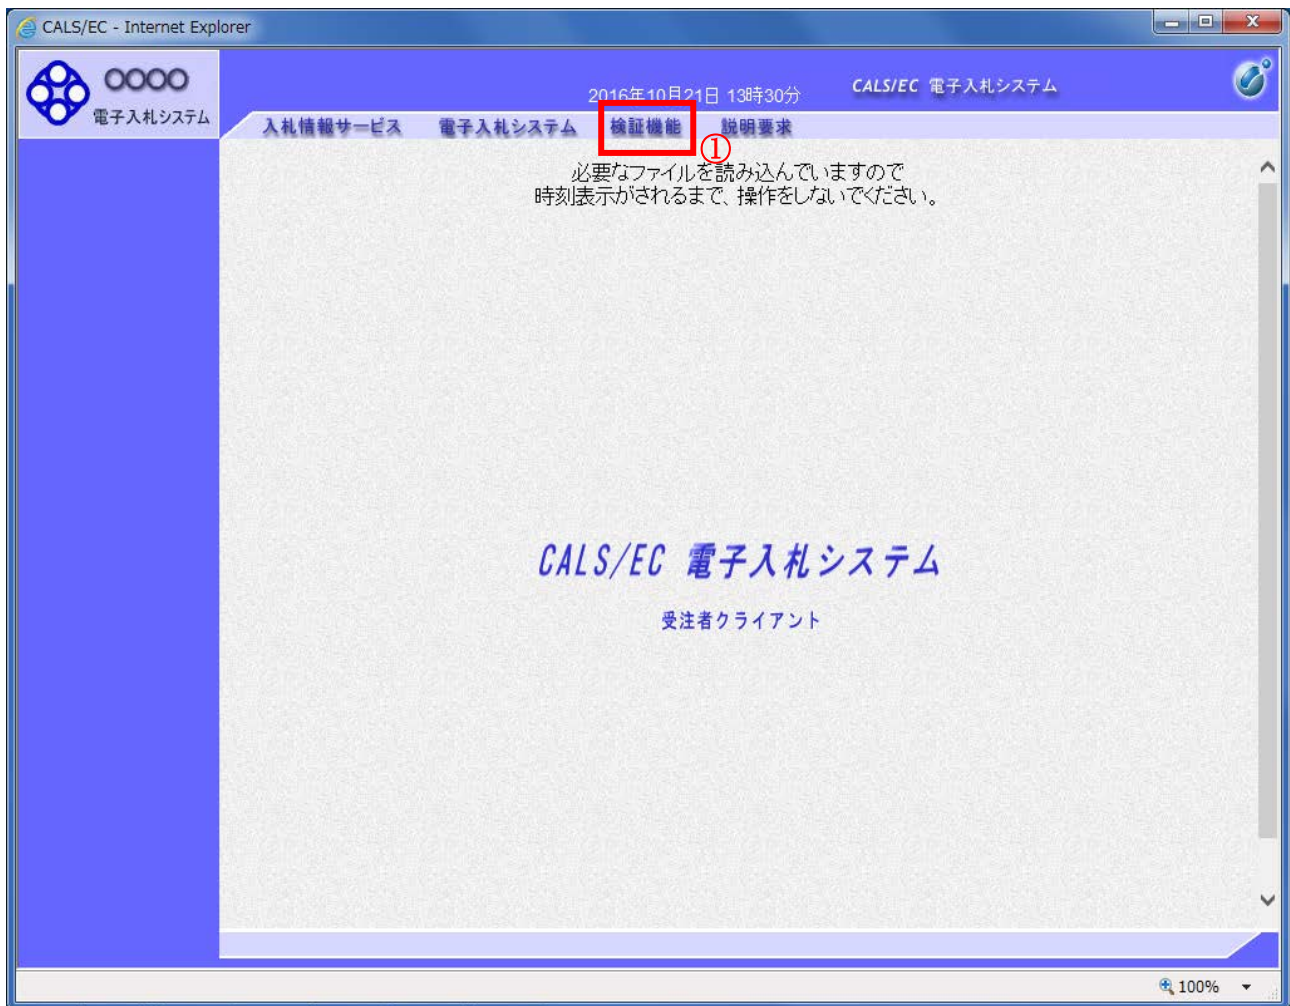 CALS/EC - Internet Explorer
〇〇〇〇
電子入札システム
2016年10月21日 13時30分
CALS/EC 電子入札システム
入札情報サービス 電子入札システム 検証機能 説明要求
①
必要なファイルを読み込んでいますので
時刻表示がされるまで、操作をしないでください。
CALS/EC 電子入札システム
受注者クライアント
100%